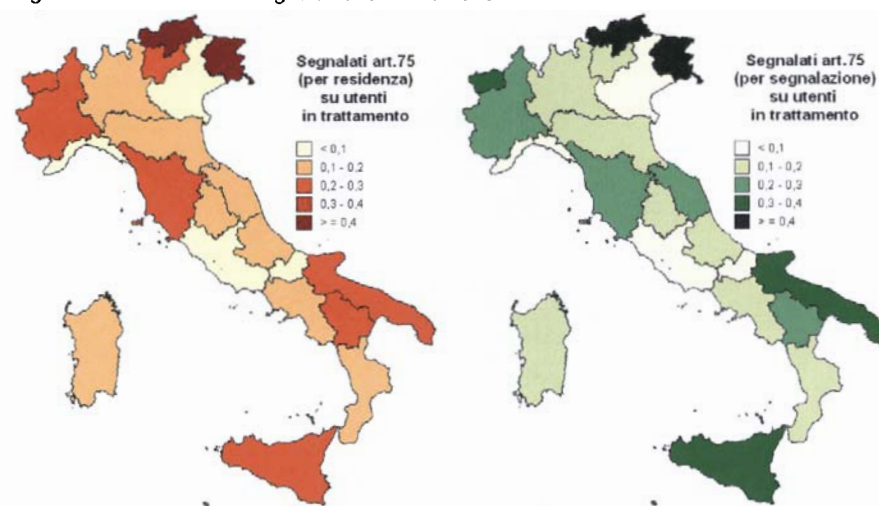 Segnalati art.75
(per residenza)
su utenti
in trattamento
< 0,1
0,1 - 0,2
0,2 - 0,3
0,3 - 0,4
> = 0,4
Segnalati art.75
(per segnalazione)
su utenti
in trattamento
< 0,1
0,1 - 0,2
0,2 - 0,3
0,3 - 0,4
> = 0,4